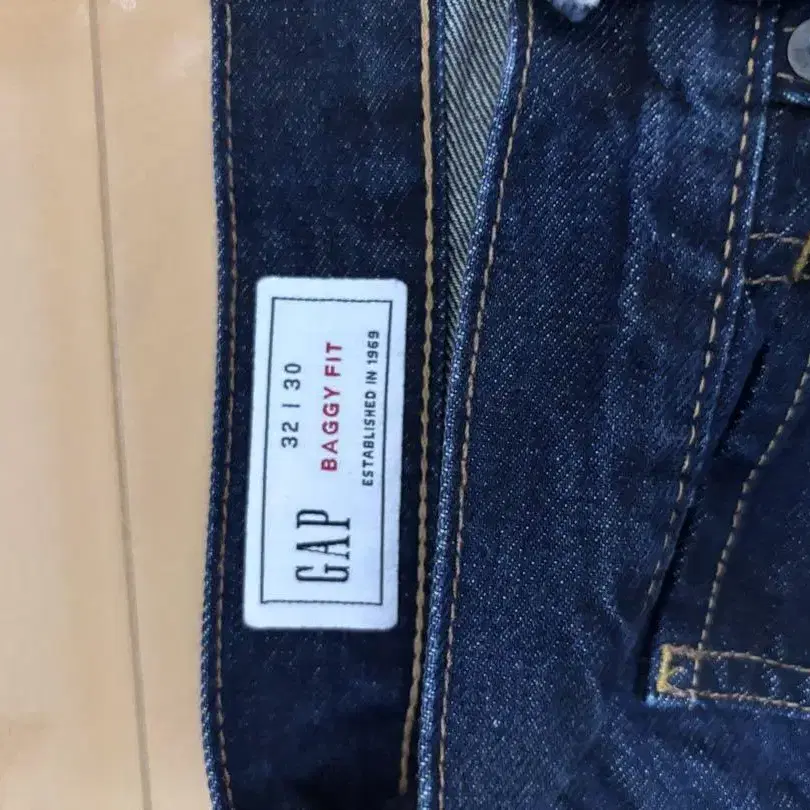 GAP
32 | 30
BAGGY FIT
ESTABLISHED IN 1969